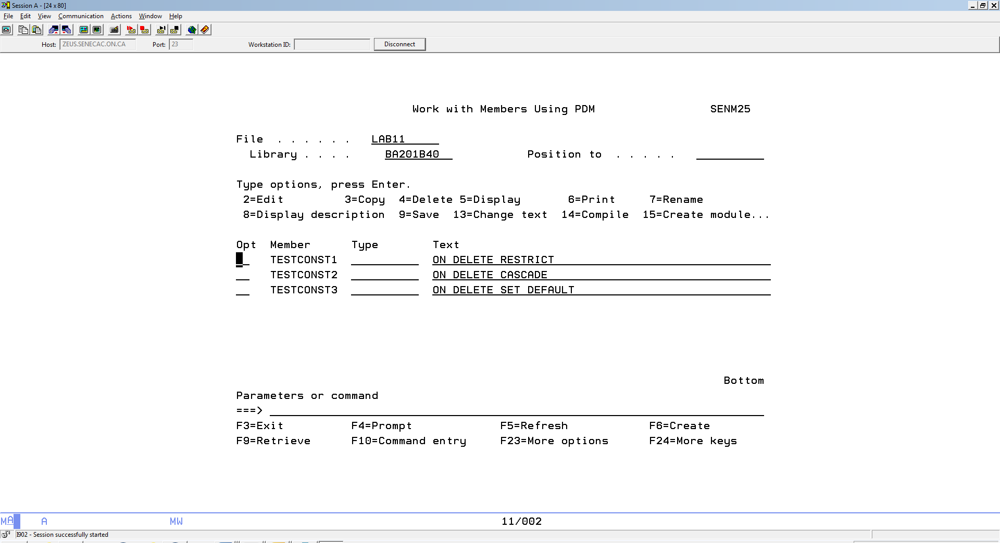 Session A - [24 x 80]
File Edit View Communication Actions Window Help
Host: ZEUS.SENECAC.ON.CA Port: 23 Workstation ID: Disconnect
Work with Members Using PDM SENM25
File . . . . . . LAB11
Library . . . . BA201B40 Position to . . . . .
Type options, press Enter.
2=Edit 3=Copy 4=Delete 5=Display 6=Print 7=Rename
8=Display description 9=Save 13=Change text 14=Compile 15=Create module...
Opt Member Type Text
TESTCONST1 ON DELETE RESTRICT
TESTCONST2 ON DELETE CASCADE
TESTCONST3 ON DELETE SET DEFAULT
Bottom
Parameters or command
===>
F3=Exit F4=Prompt F5=Refresh F6=Create
F9=Retrieve F10=Command entry F23=More options F24=More keys
MA A MW 11/002
I902 - Session successfully started